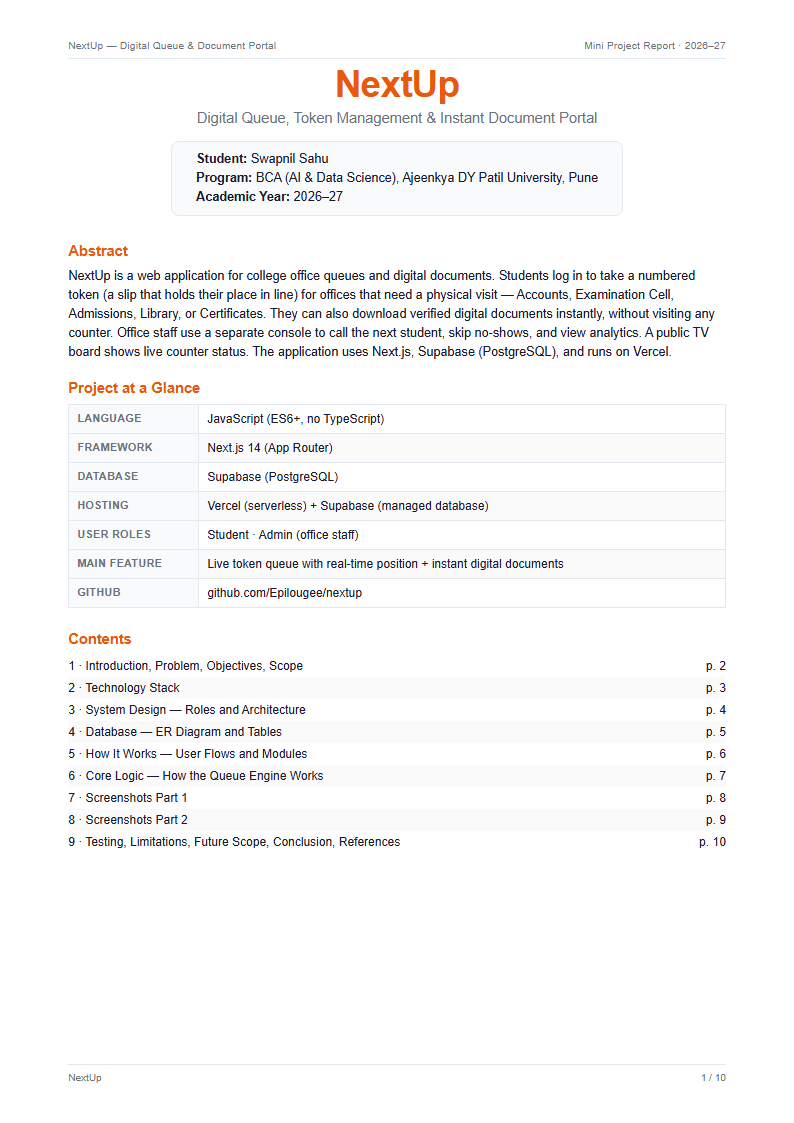 NextUp — Digital Queue & Document Portal
Mini Project Report · 2026–27
NextUp
Digital Queue, Token Management & Instant Document Portal
Student: Swapnil Sahu
Program: BCA (AI & Data Science), Ajeenkya DY Patil University, Pune
Academic Year: 2026–27
Abstract
NextUp is a web application for college office queues and digital documents. Students log in to take a numbered
token (a slip that holds their place in line) for offices that need a physical visit — Accounts, Examination Cell,
Admissions, Library, or Certificates. They can also download verified digital documents instantly, without visiting any
counter. Office staff use a separate console to call the next student, skip no-shows, and view analytics. A public TV
board shows live counter status. The application uses Next.js, Supabase (PostgreSQL), and runs on Vercel.
Project at a Glance
LANGUAGE JavaScript (ES6+, no TypeScript)
FRAMEWORK Next.js 14 (App Router)
DATABASE Supabase (PostgreSQL)
HOSTING Vercel (serverless) + Supabase (managed database)
USER ROLES Student · Admin (office staff)
MAIN FEATURE Live token queue with real-time position + instant digital documents
GITHUB github.com/Epilougee/nextup
Contents
1 · Introduction, Problem, Objectives, Scope p. 2
2 · Technology Stack p. 3
3 · System Design — Roles and Architecture p. 4
4 · Database — ER Diagram and Tables p. 5
5 · How It Works — User Flows and Modules p. 6
6 · Core Logic — How the Queue Engine Works p. 7
7 · Screenshots Part 1 p. 8
8 · Screenshots Part 2 p. 9
9 · Testing, Limitations, Future Scope, Conclusion, References p. 10
NextUp
1 / 10